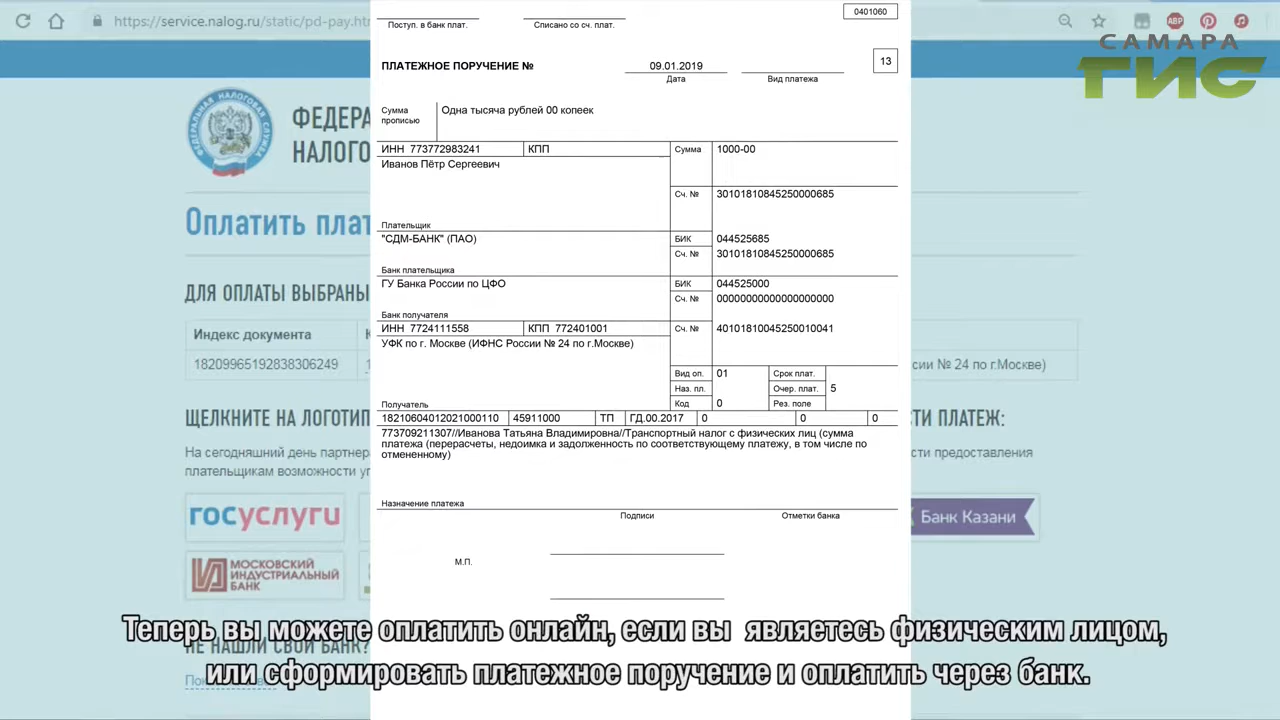 https://service.nalog.ru/static/pd-pay.htm
САМАРА
ГИС
ФЕДЕРА
НАЛОГО
Оплатить плат
ДЛЯ ОПЛАТЫ ВЫБРАНЫ
Индекс документа
18209965192838306249
ИФНС России № 24 по г.Москве)
ЩЕЛКНИТЕ НА ЛОГОТИП
ПЛАТЕЖ:
На сегодняшний день партнера
предоставления
плательщикам возможности уп
госуслуги
Банк Казани
МОСКОВСКИЙ
ИНДУСТРИАЛЬНЫЙ
БАНК
НЕ НАШЛИ СВОЙ БАНК?
Поступ. в банк плат.
Списано со сч. плат.
0401060
ПЛАТЕЖНОЕ ПОРУЧЕНИЕ №
09.01.2019
13
Дата
Вид платежа
Сумма прописью
Одна тысяча рублей 00 копеек
ИНН 773772983241 КПП Сумма 1000-00
Иванов Пётр Сергеевич
Сч. № 30101810845250000685
Плательщик
"СДМ-БАНК" (ПАО) БИК 044525685
Сч. № 30101810845250000685
Банк плательщика
ГУ Банка России по ЦФО БИК 044525000
Сч. № 00000000000000000000
Банк получателя
ИНН 7724111558 КПП 772401001 Сч. № 40101810045250010041
УФК по г. Москве (ИФНС России № 24 по г.Москве)
Вид оп. 01 Срок плат.
Наз. пл. Очер. плат. 5
Получатель Код 0 Рез. поле
18210604012021000110 45911000 ТП ГД.00.2017 0 0 0
773709211307//Иванова Татьяна Владимировна//Транспортный налог с физических лиц (сумма
платежа (перерасчеты, недоимка и задолженность по соответствующему платежу, в том числе по
отмененному)
Назначение платежа
Подписи
Отметки банка
М.П.
Теперь вы можете оплатить онлайн, если вы являетесь физическим лицом,
или сформировать платежное поручение и оплатить через банк.